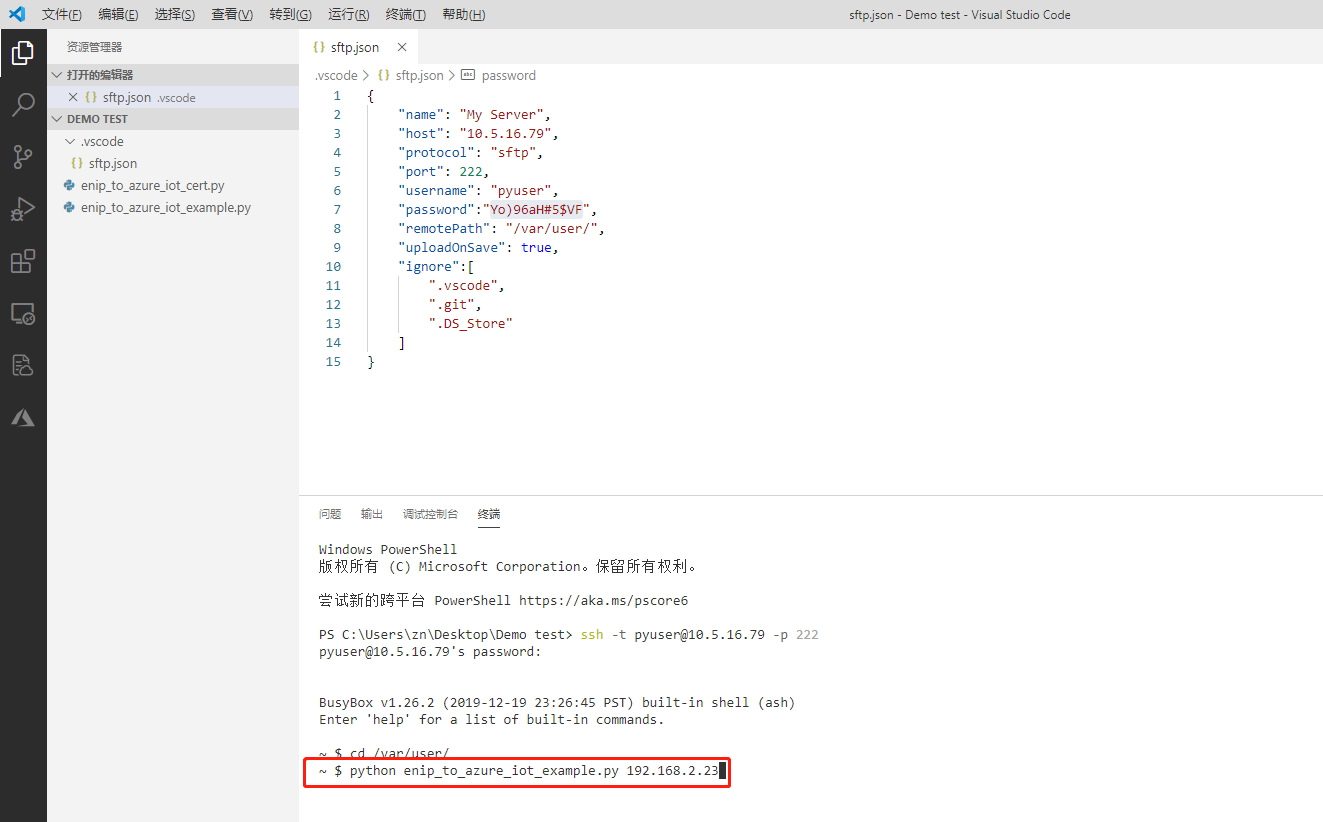 文件(F) 编辑(E) 选择(S) 查看(V) 转到(G) 运行(R) 终端(T) 帮助(H) sftp.json - Demo test - Visual Studio Code
资源管理器
打开的编辑器
sftp.json .vscode
DEMO TEST
.vscode
{} sftp.json
enip_to_azure_iot_cert.py
enip_to_azure_iot_example.py
{} sftp.json
.vscode > {} sftp.json > abc password
1 {
2 "name": "My Server",
3 "host": "10.5.16.79",
4 "protocol": "sftp",
5 "port": 222,
6 "username": "pyuser",
7 "password":"Yo)96aH#5$VF",
8 "remotePath": "/var/user/",
9 "uploadOnSave": true,
10 "ignore":[
11 ".vscode",
12 ".git",
13 ".DS_Store"
14 ]
15 }
问题 输出 调试控制台 终端
Windows PowerShell
版权所有 (C) Microsoft Corporation。保留所有权利。
尝试新的跨平台 PowerShell https://aka.ms/pscore6
PS C:\Users\zn\Desktop\Demo test> ssh -t pyuser@10.5.16.79 -p 222
pyuser@10.5.16.79's password:
BusyBox v1.26.2 (2019-12-19 23:26:45 PST) built-in shell (ash)
Enter 'help' for a list of built-in commands.
~ $ cd /var/user/
~ $ python enip_to_azure_iot_example.py 192.168.2.23